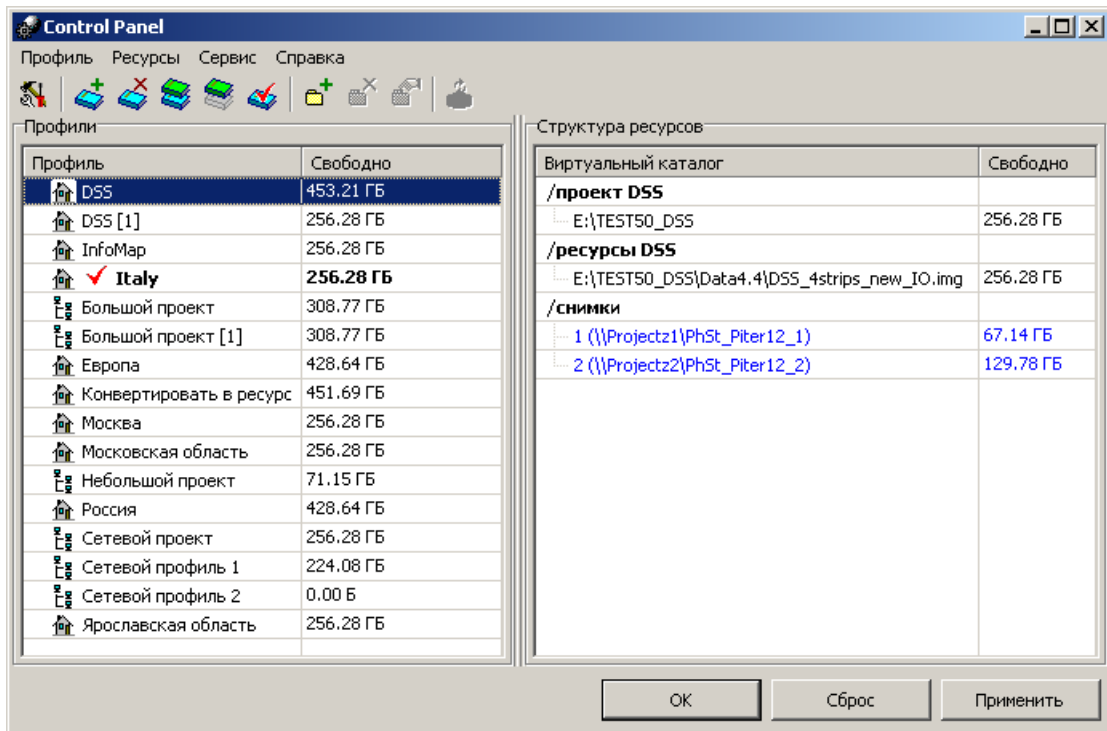 Control Panel
Профиль Ресурсы Сервис Справка
Профили
Профиль Свободно
DSS 453.21 ГБ
DSS [1] 256.28 ГБ
InfoMap 256.28 ГБ
Italy 256.28 ГБ
Большой проект 308.77 ГБ
Большой проект [1] 308.77 ГБ
Европа 428.64 ГБ
Конвертировать в ресурс 451.69 ГБ
Москва 256.28 ГБ
Московская область 256.28 ГБ
Небольшой проект 71.15 ГБ
Россия 428.64 ГБ
Сетевой проект 256.28 ГБ
Сетевой профиль 1 224.08 ГБ
Сетевой профиль 2 0.00 Б
Ярославская область 256.28 ГБ
Структура ресурсов
Виртуальный каталог Свободно
/проект DSS
E:\TEST50_DSS 256.28 ГБ
/ресурсы DSS
E:\TEST50_DSS\Data4.4\DSS_4strips_new_IO.img 256.28 ГБ
/снимки
1 (\\Projectz1\PhSt_Piter12_1) 67.14 ГБ
2 (\\Projectz2\PhSt_Piter12_2) 129.78 ГБ
OK Сброс Применить